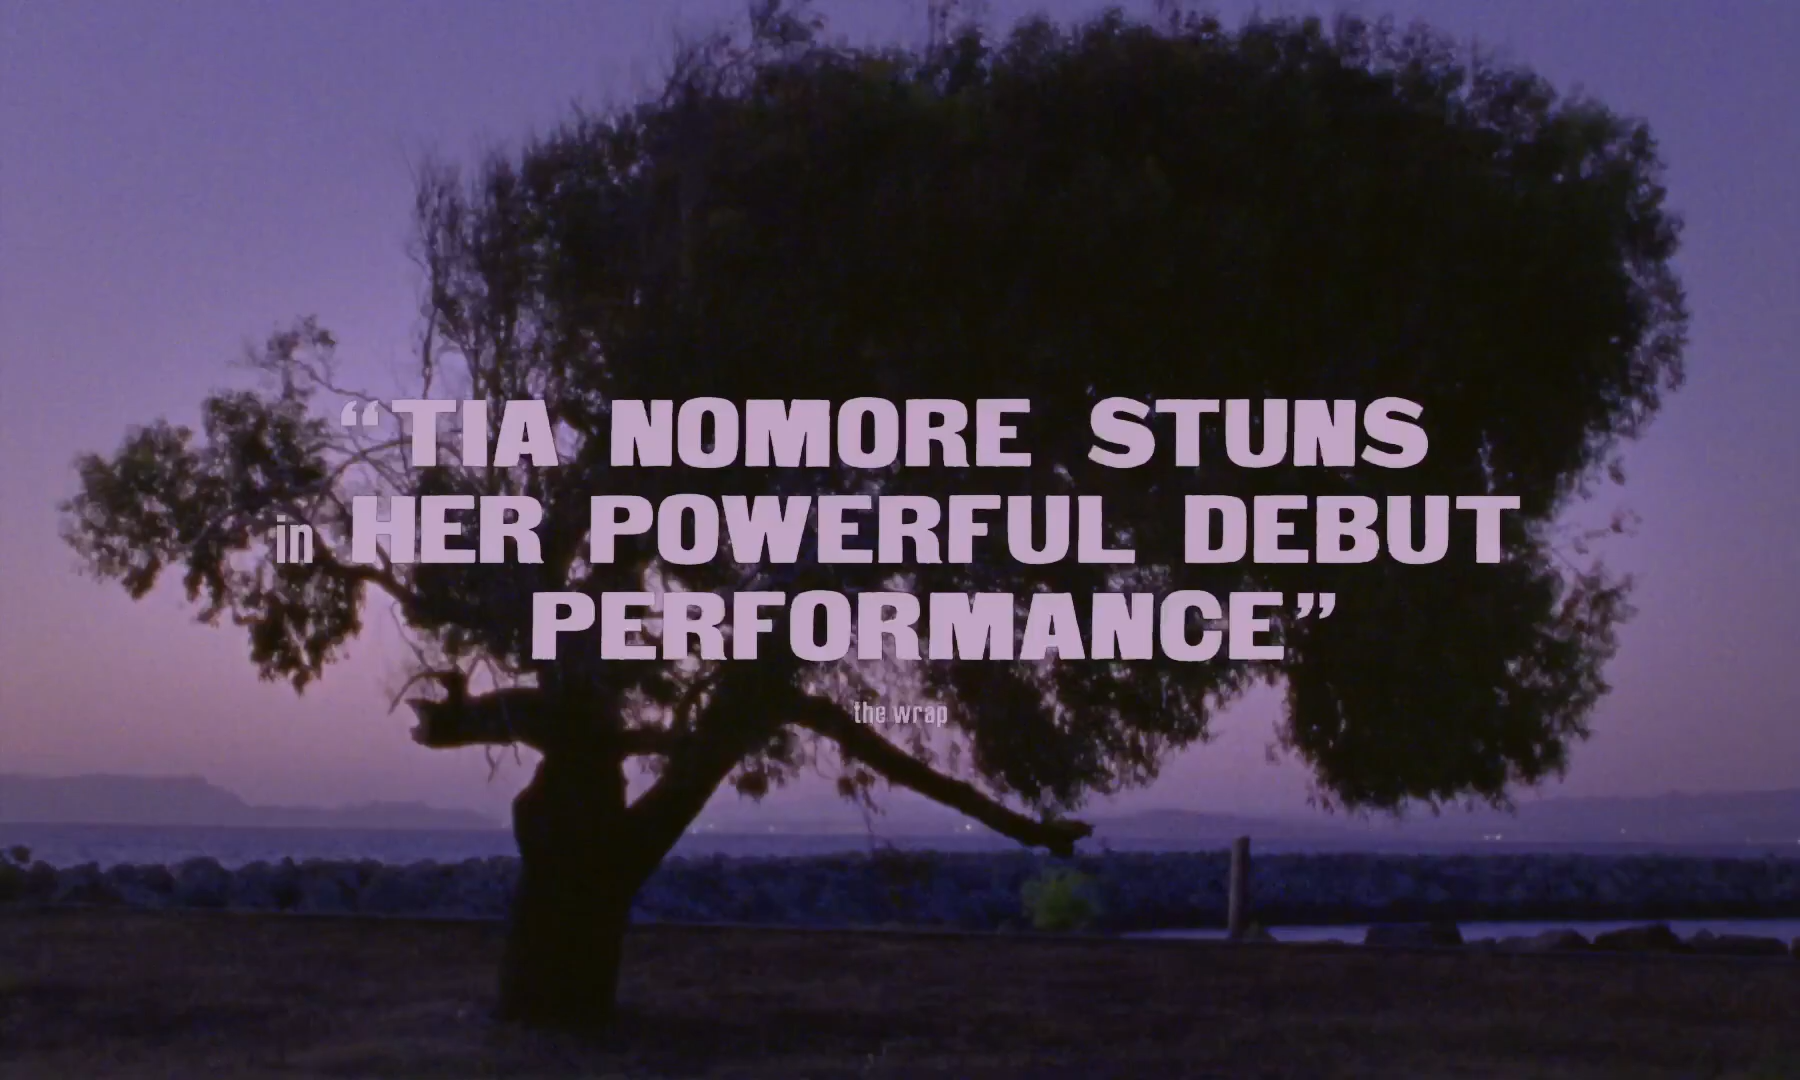 “TIA NOMORE STUNS
in HER POWERFUL DEBUT
PERFORMANCE”
the wrap